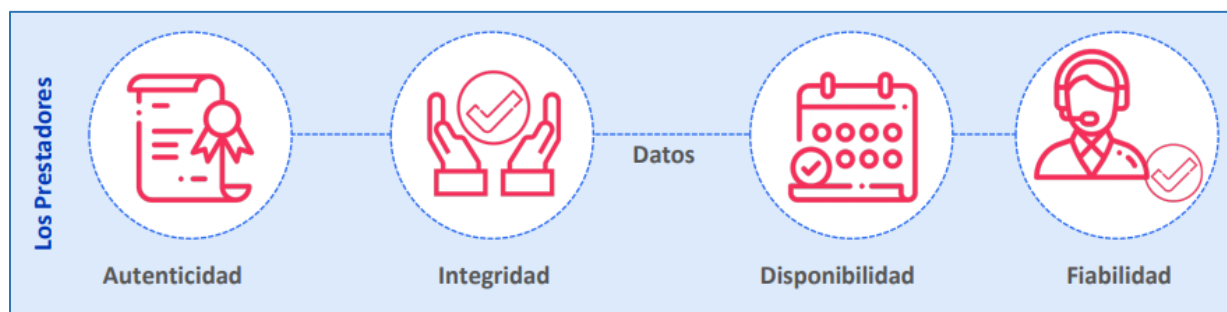 Los Prestadores
Datos
Autenticidad
Integridad
Disponibilidad
Fiabilidad